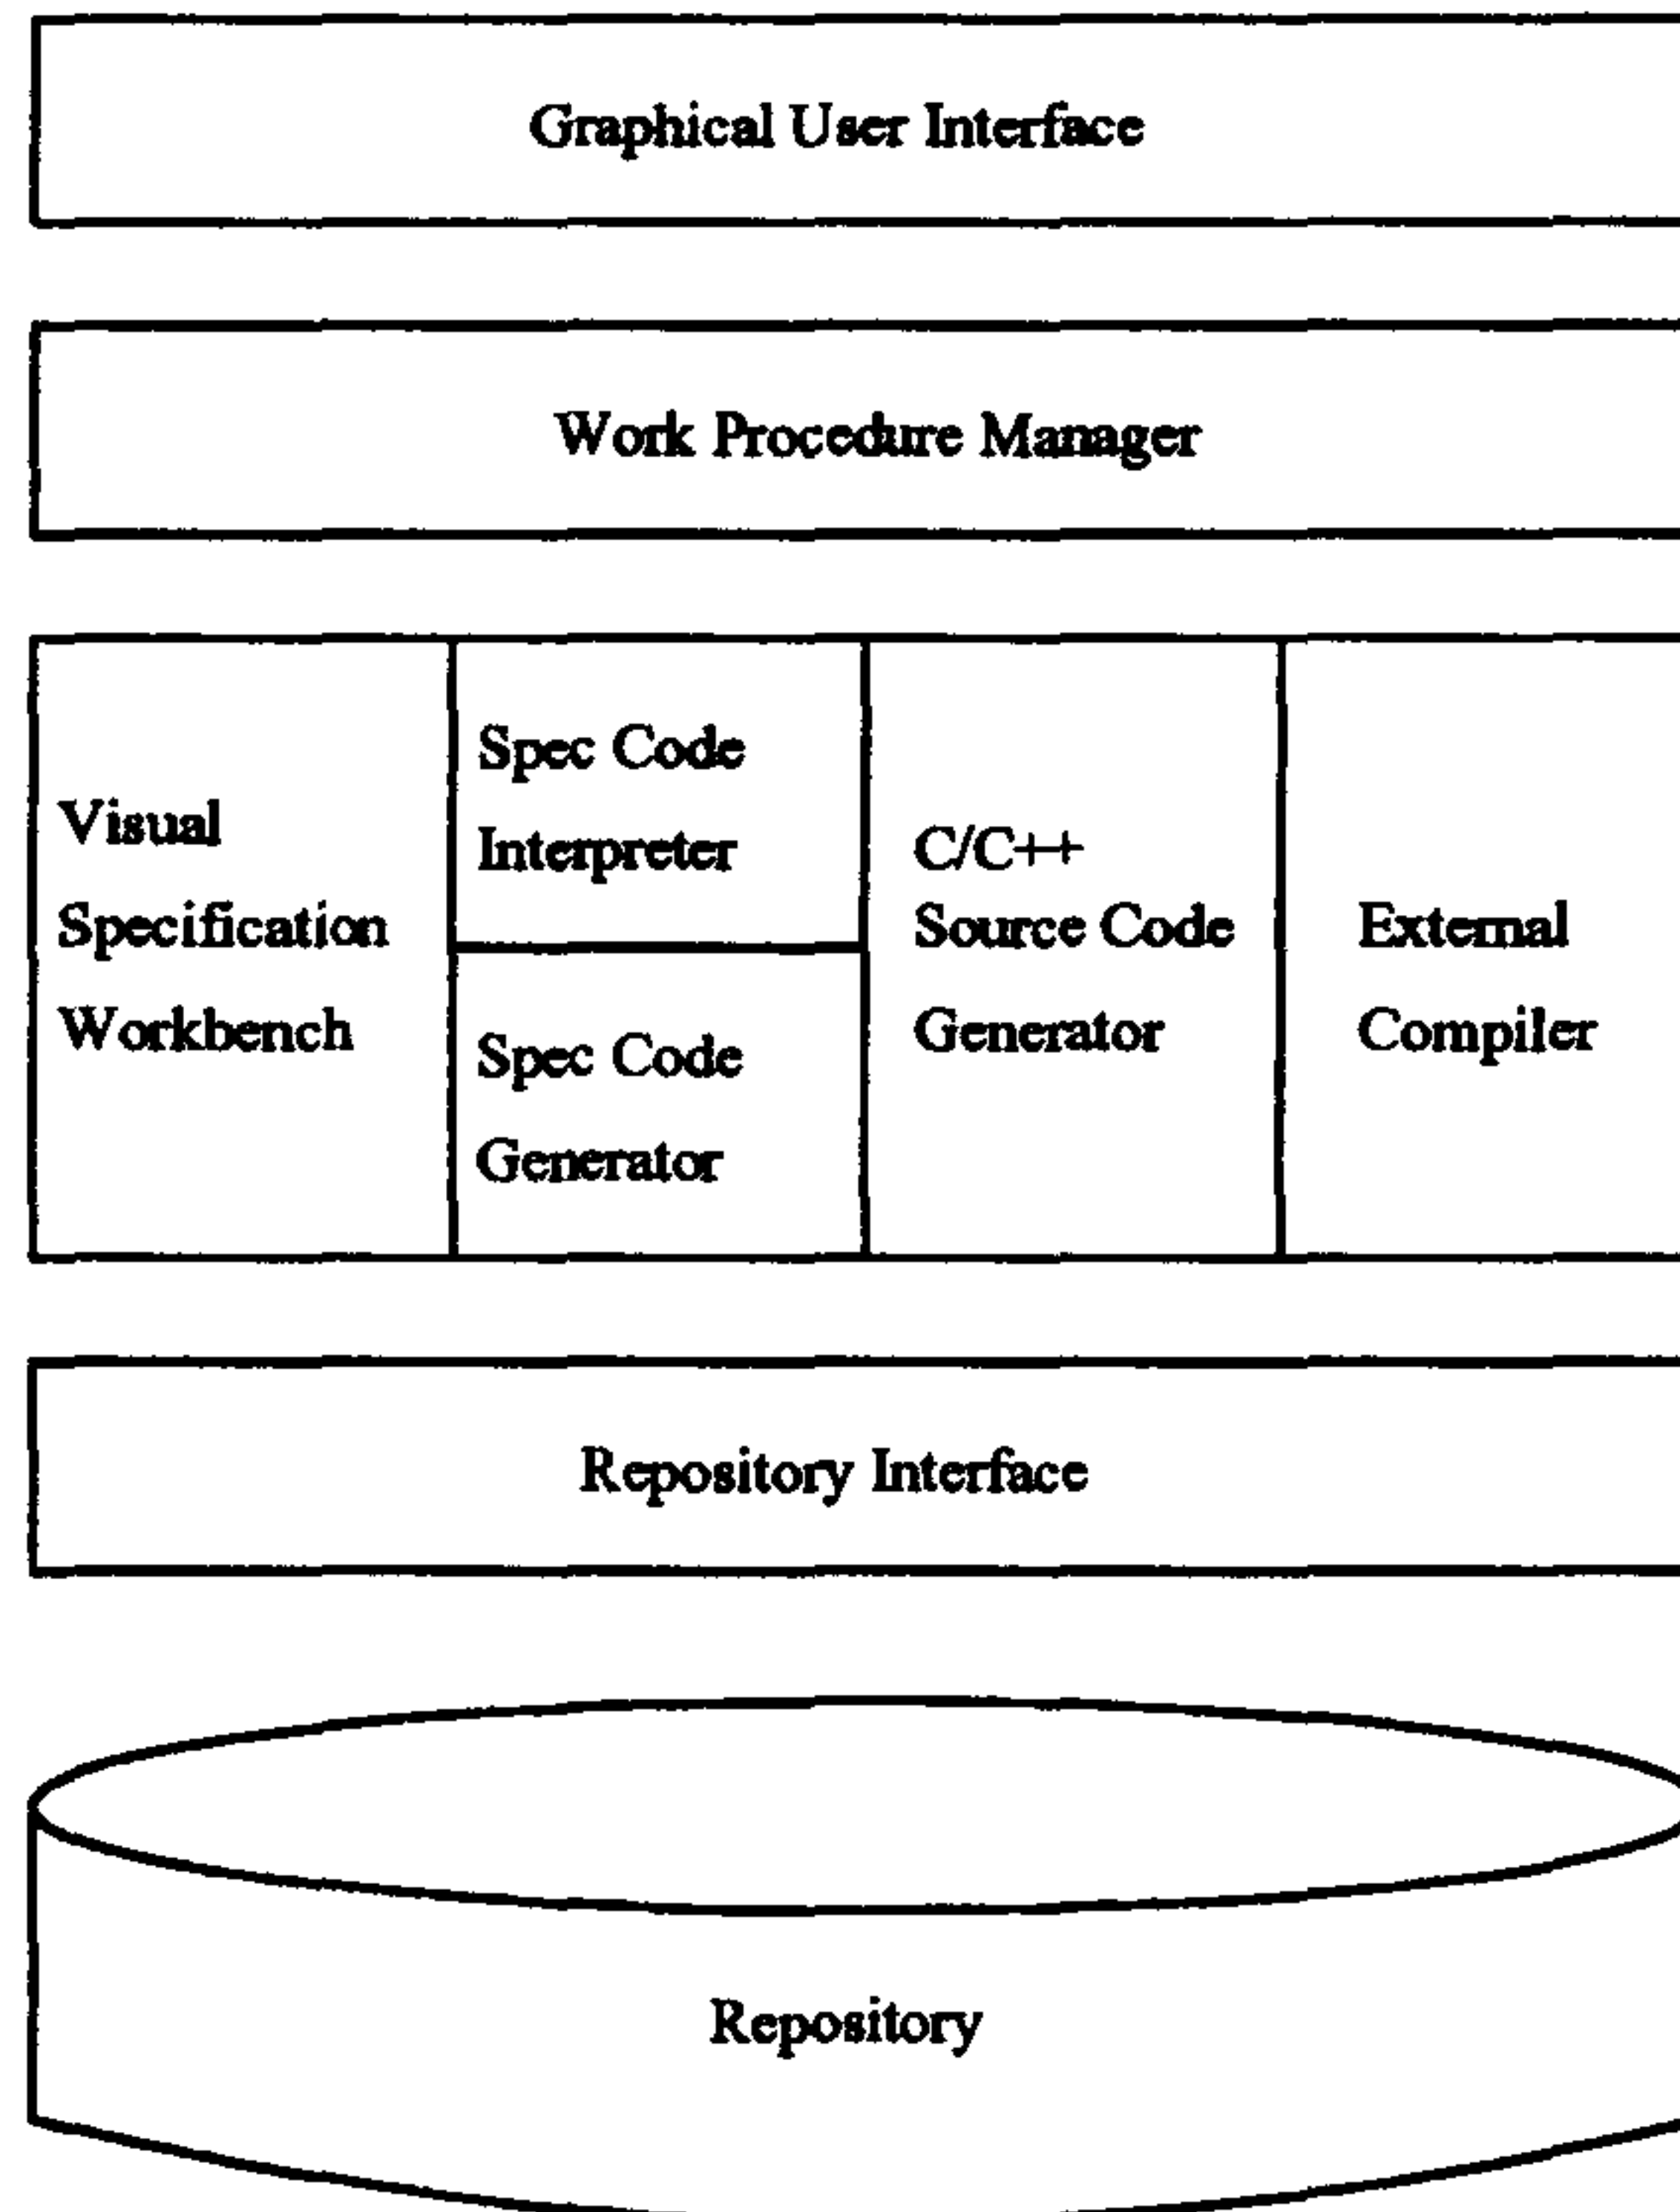 Graphical User Interface
Work Procedure Manager
Visual
Specification
Workbench
Spec Code
Interpreter
Spec Code
Generator
C/C++
Source Code
Generator
External
Compiler
Repository Interface
Repository